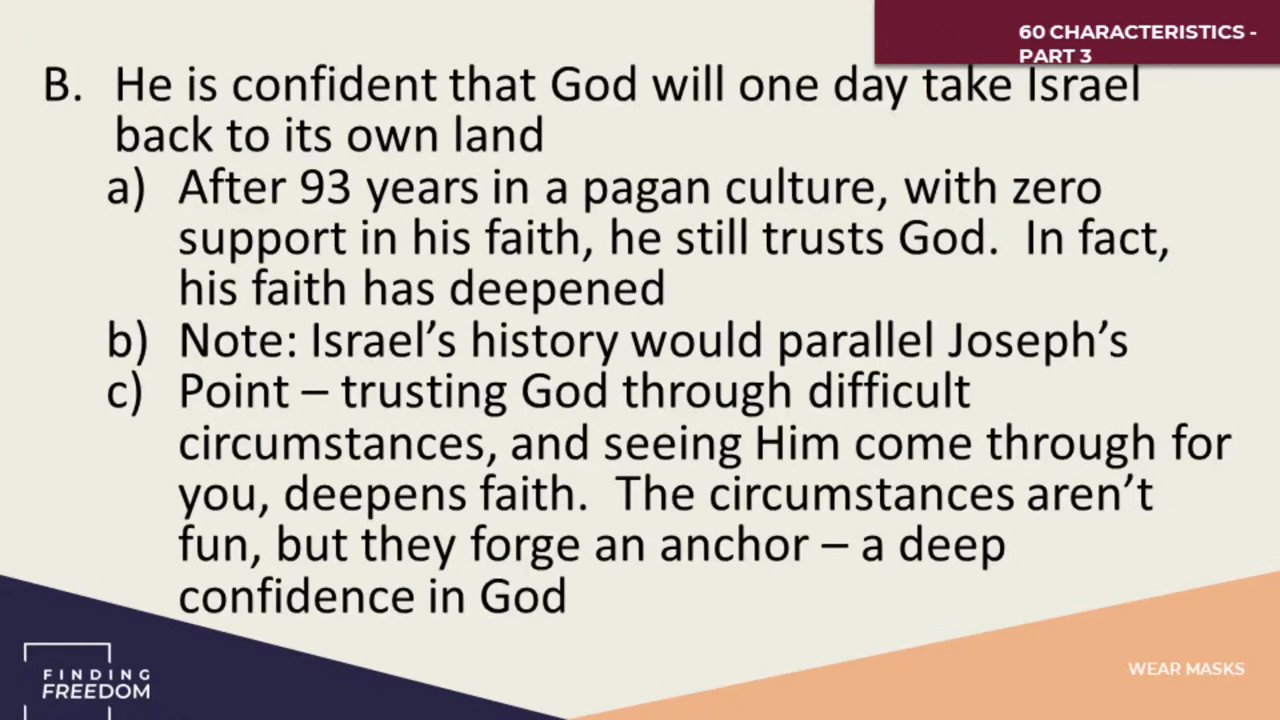 60 CHARACTERISTICS -
PART 3
B. He is confident that God will one day take Israel
back to its own land
a) After 93 years in a pagan culture, with zero
support in his faith, he still trusts God.  In fact,
his faith has deepened
b) Note: Israel’s history would parallel Joseph’s
c) Point – trusting God through difficult
circumstances, and seeing Him come through for
you, deepens faith.  The circumstances aren’t
fun, but they forge an anchor – a deep
confidence in God
FINDING
FREEDOM
WEAR MASKS